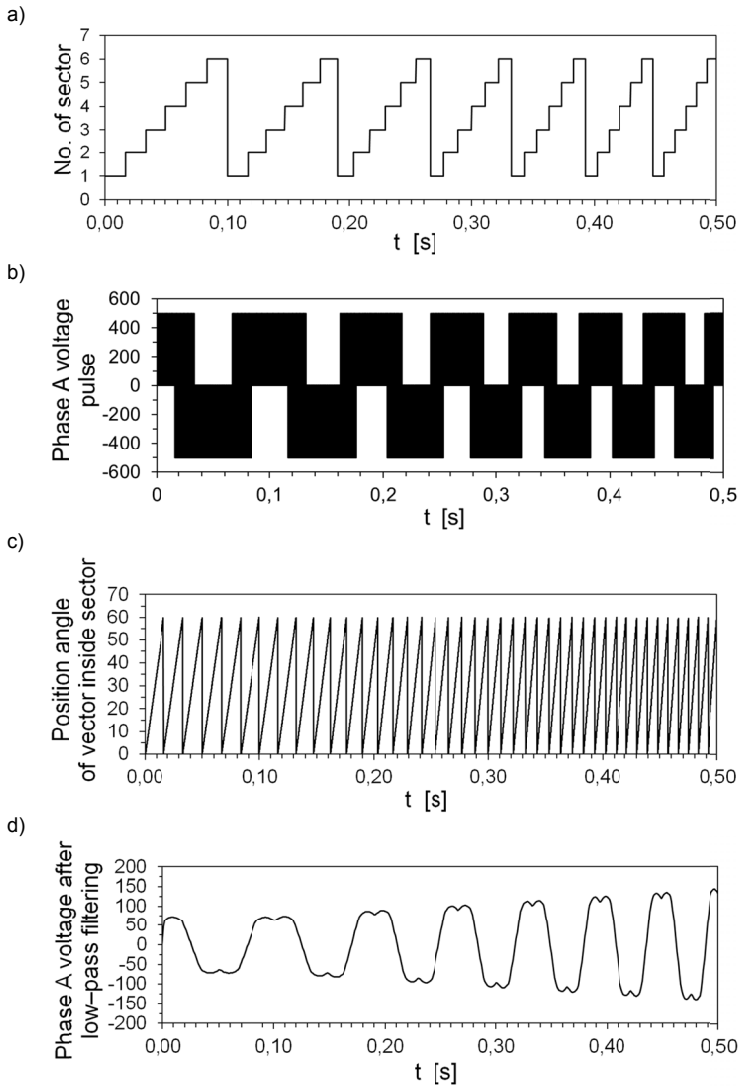 a)
No. of sector
7
6
5
4
3
2
1
0
0,00 0,10 0,20 0,30 0,40 0,50
t [s]
b)
Phase A voltage
pulse
600
400
200
0
-200
-400
-600
0 0,1 0,2 0,3 0,4 0,5
t [s]
c)
Position angle
of vector inside sector
70
60
50
40
30
20
10
0
0,00 0,10 0,20 0,30 0,40 0,50
t [s]
d)
Phase A voltage after
low–pass filtering
200
150
100
50
0
-50
-100
-150
-200
0,00 0,10 0,20 0,30 0,40 0,50
t [s]